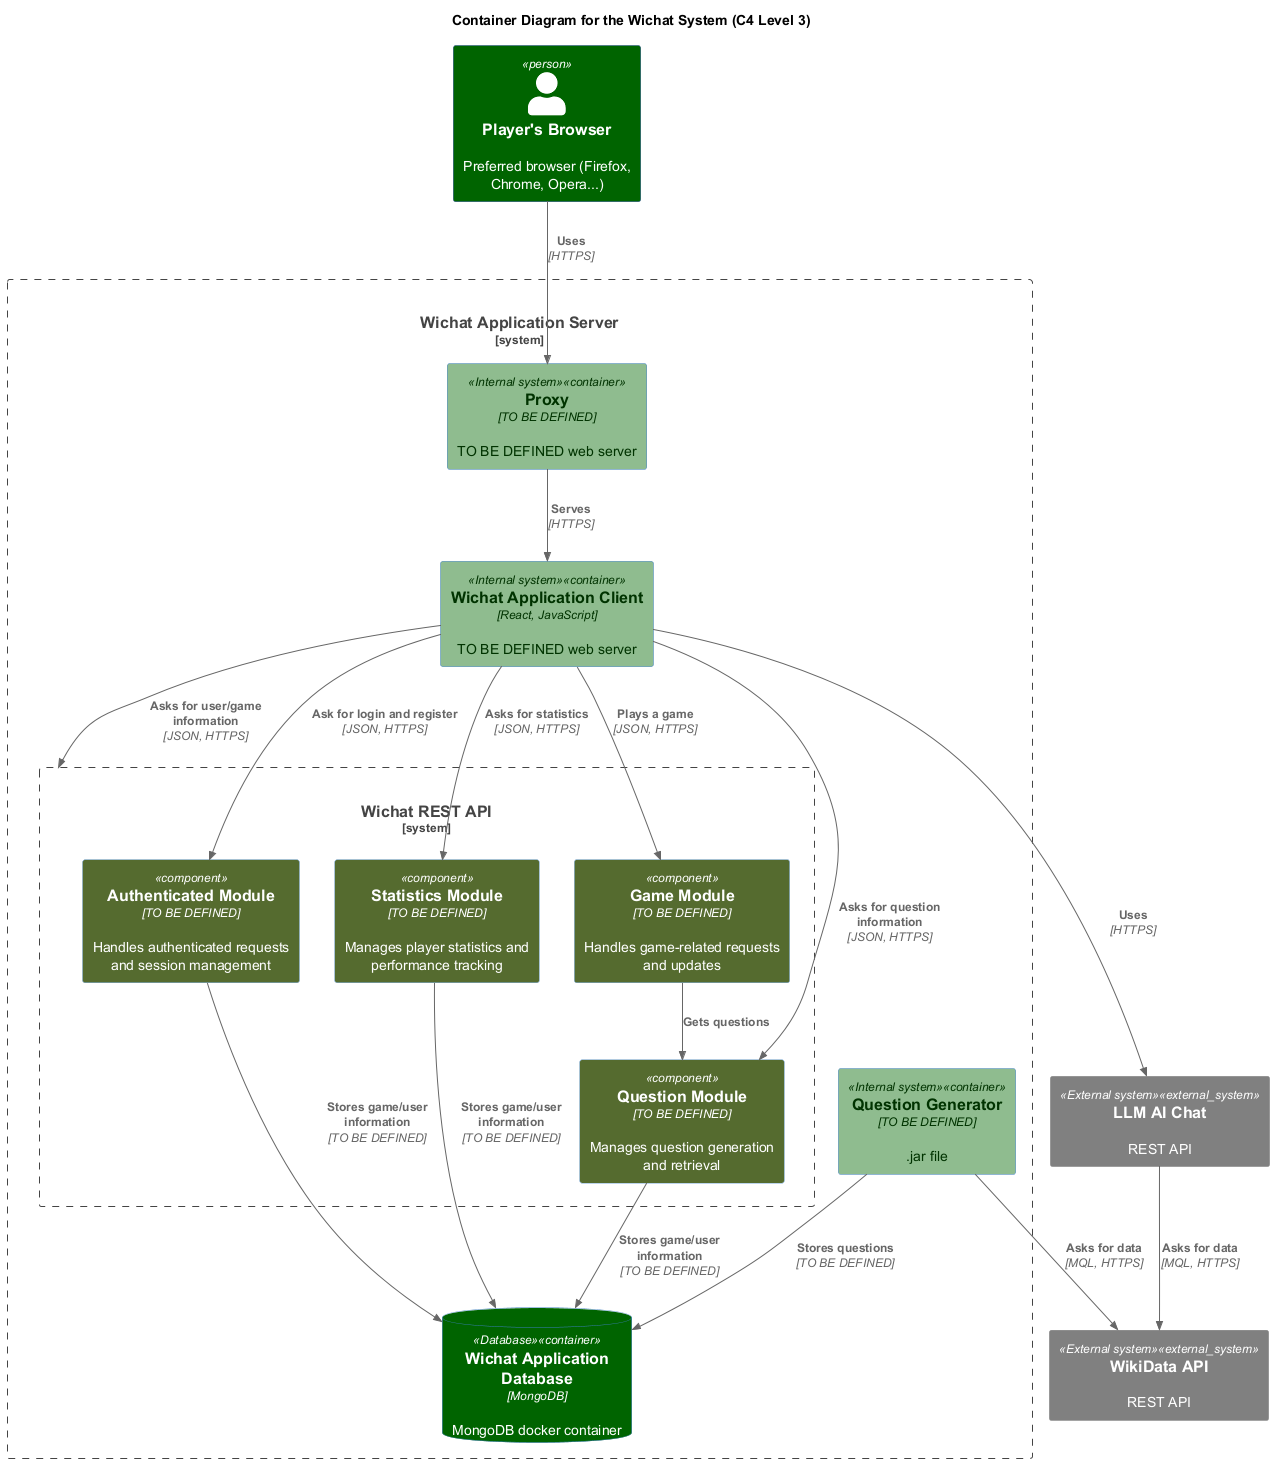 Container Diagram for the Wichat System (C4 Level 3)
«person»
Player's Browser
Preferred browser (Firefox,
Chrome, Opera...)
Uses
[HTTPS]
Wichat Application Server
[system]
«Internal system»«container»
Proxy
[TO BE DEFINED]
TO BE DEFINED web server
Serves
[HTTPS]
«Internal system»«container»
Wichat Application Client
[React, JavaScript]
TO BE DEFINED web server
Asks for user/game
information
[JSON, HTTPS]
Ask for login and register
[JSON, HTTPS]
Asks for statistics
[JSON, HTTPS]
Plays a game
[JSON, HTTPS]
Wichat REST API
[system]
«component»
Authenticated Module
[TO BE DEFINED]
Handles authenticated requests
and session management
«component»
Statistics Module
[TO BE DEFINED]
Manages player statistics and
performance tracking
«component»
Game Module
[TO BE DEFINED]
Handles game-related requests
and updates
Asks for question
information
[JSON, HTTPS]
Uses
[HTTPS]
Gets questions
«component»
Question Module
[TO BE DEFINED]
Manages question generation
and retrieval
«Internal system»«container»
Question Generator
[TO BE DEFINED]
.jar file
«External system»«external_system»
LLM AI Chat
REST API
Stores game/user
information
[TO BE DEFINED]
Stores game/user
information
[TO BE DEFINED]
Stores game/user
information
[TO BE DEFINED]
Stores questions
[TO BE DEFINED]
Asks for data
[MQL, HTTPS]
Asks for data
[MQL, HTTPS]
«Database»«container»
Wichat Application
Database
[MongoDB]
MongoDB docker container
«External system»«external_system»
WikiData API
REST API